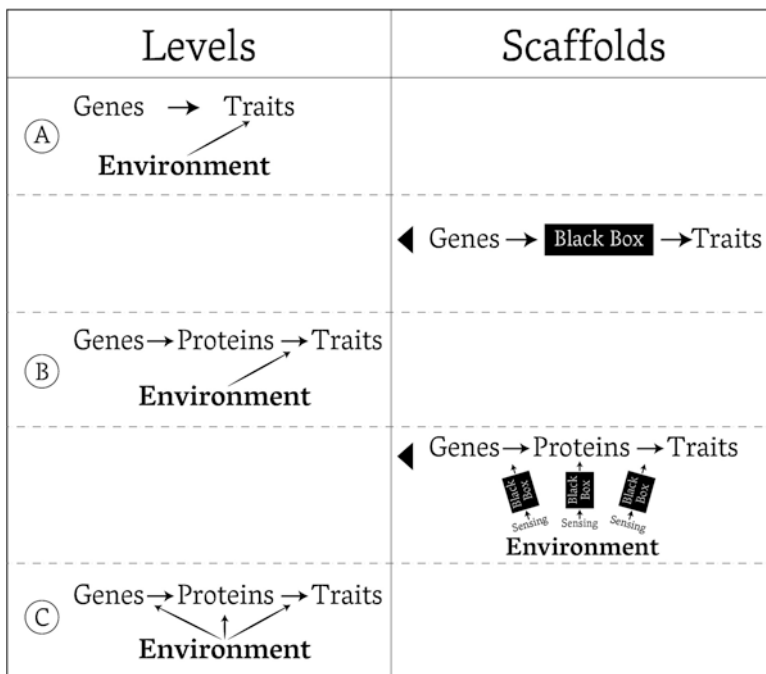 Levels
Scaffolds
A
Genes → Traits
Environment
Genes → Black Box → Traits
B
Genes → Proteins → Traits
Environment
Genes → Proteins → Traits
Black Box Black Box Black Box
Sensing Sensing Sensing
Environment
C
Genes → Proteins → Traits
Environment